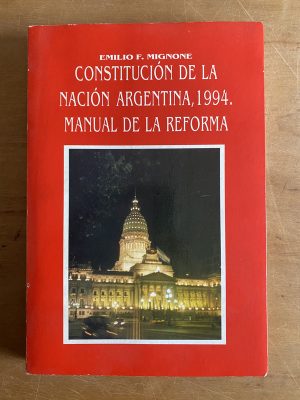 EMILIO F. MIGNONE
CONSTITUCIÓN DE LA
NACIÓN ARGENTINA, 1994.
MANUAL DE LA REFORMA